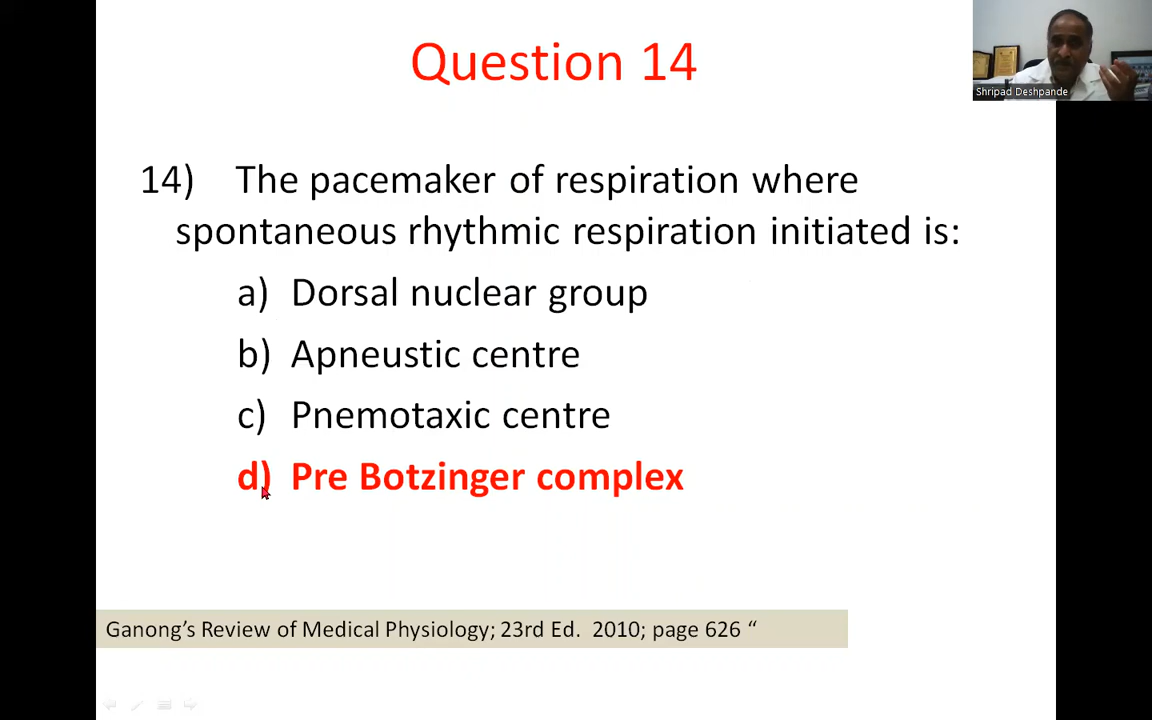 Question 14
Shripad Deshpande
14) The pacemaker of respiration where
spontaneous rhythmic respiration initiated is:
a) Dorsal nuclear group
b) Apneustic centre
c) Pnemotaxic centre
d) Pre Botzinger complex
Ganong’s Review of Medical Physiology; 23rd Ed. 2010; page 626 “